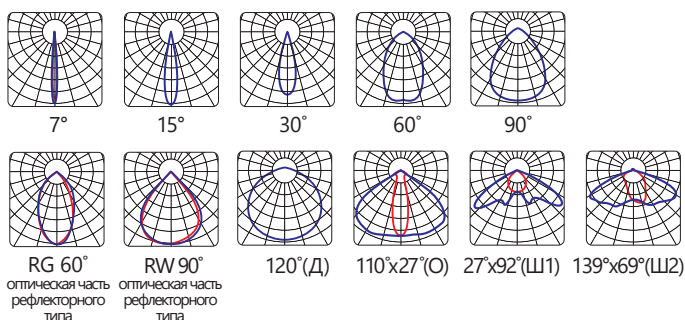 7° 15° 30° 60° 90°
RG 60° RW 90° 120°(Д) 110°x27°(О) 27°x92°(Ш1) 139°x69°(Ш2)
оптическая часть оптическая часть
рефлекторного рефлекторного
типа типа